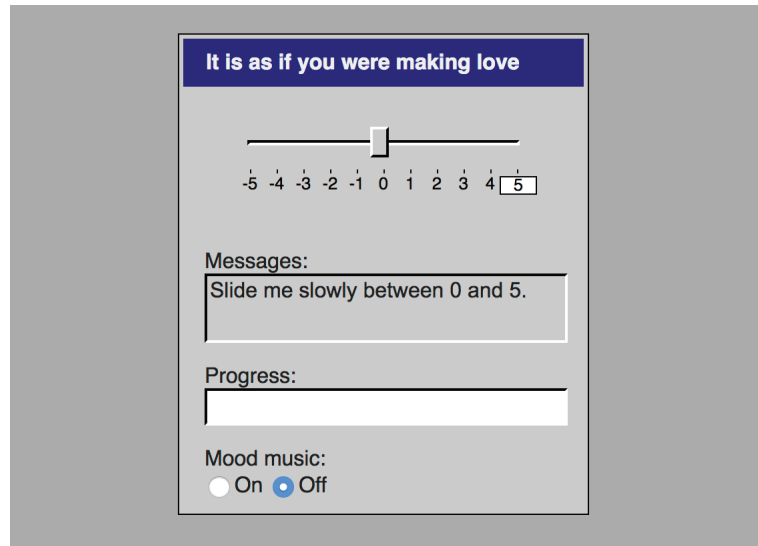 It is as if you were making love
-5 -4 -3 -2 -1 0 1 2 3 4 5
Messages:
Slide me slowly between 0 and 5.
Progress:
Mood music:
On Off